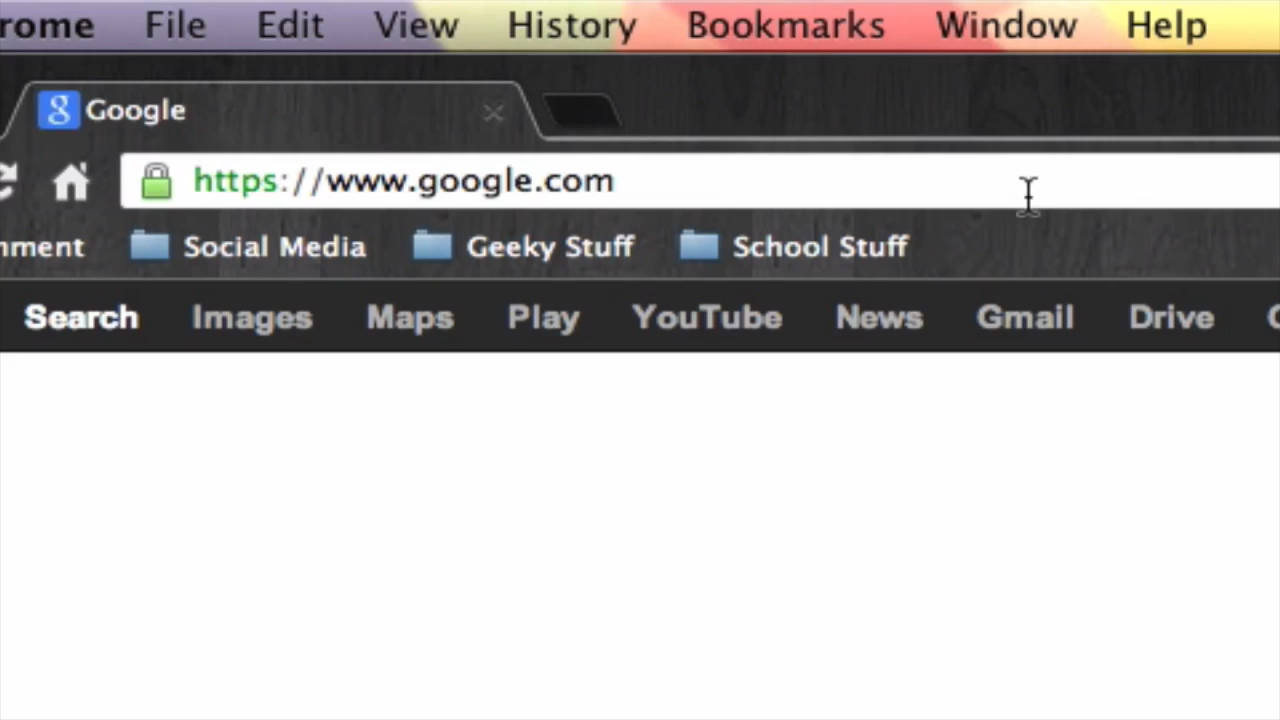 rome File Edit View History Bookmarks Window Help
Google
https://www.google.com
nment Social Media Geeky Stuff School Stuff
Search Images Maps Play YouTube News Gmail Drive